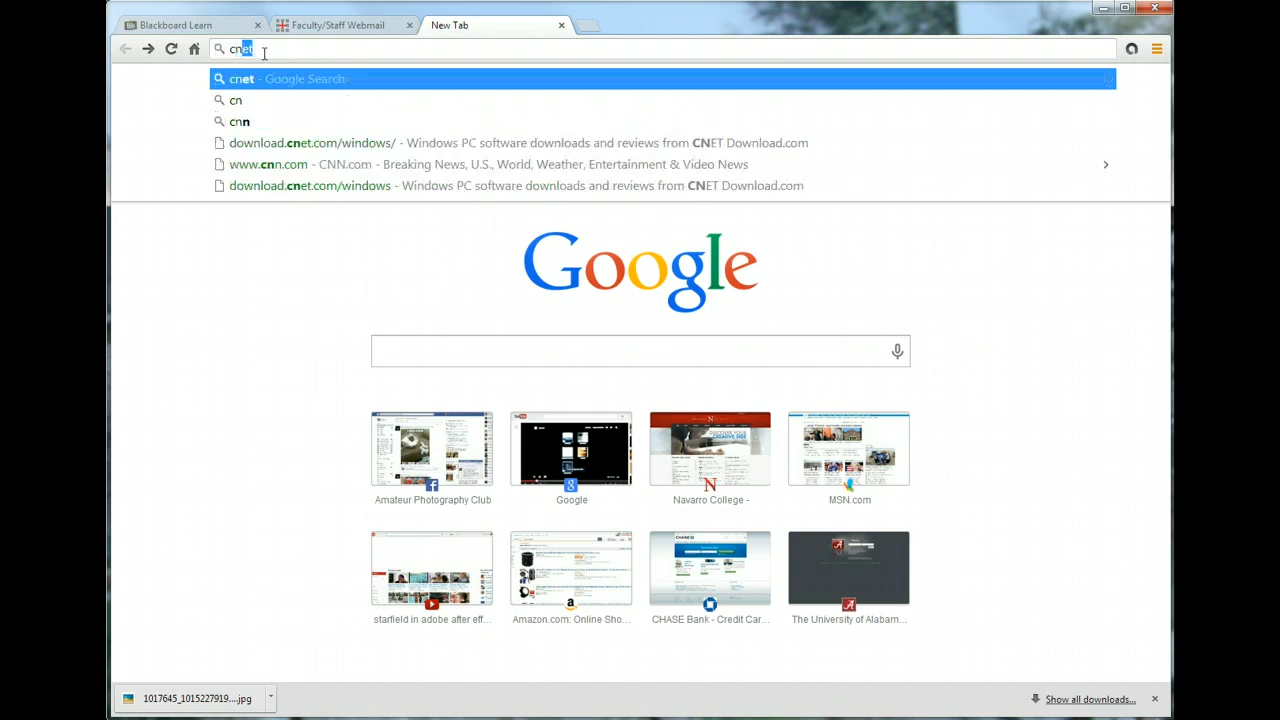 Blackboard Learn
Faculty/Staff Webmail
New Tab
cnet
cnet - Google Search
cn
cnn
download.cnet.com/windows/ - Windows PC software downloads and reviews from CNET Download.com
www.cnn.com - CNN.com - Breaking News, U.S., World, Weather, Entertainment & Video News
download.cnet.com/windows - Windows PC software downloads and reviews from CNET Download.com
Google
Amateur Photography Club
Google
Navarro College -
MSN.com
starfield in adobe after eff...
Amazon.com: Online Sho...
CHASE Bank - Credit Car...
The University of Alabam...
1017645_1015227919....jpg
Show all downloads...